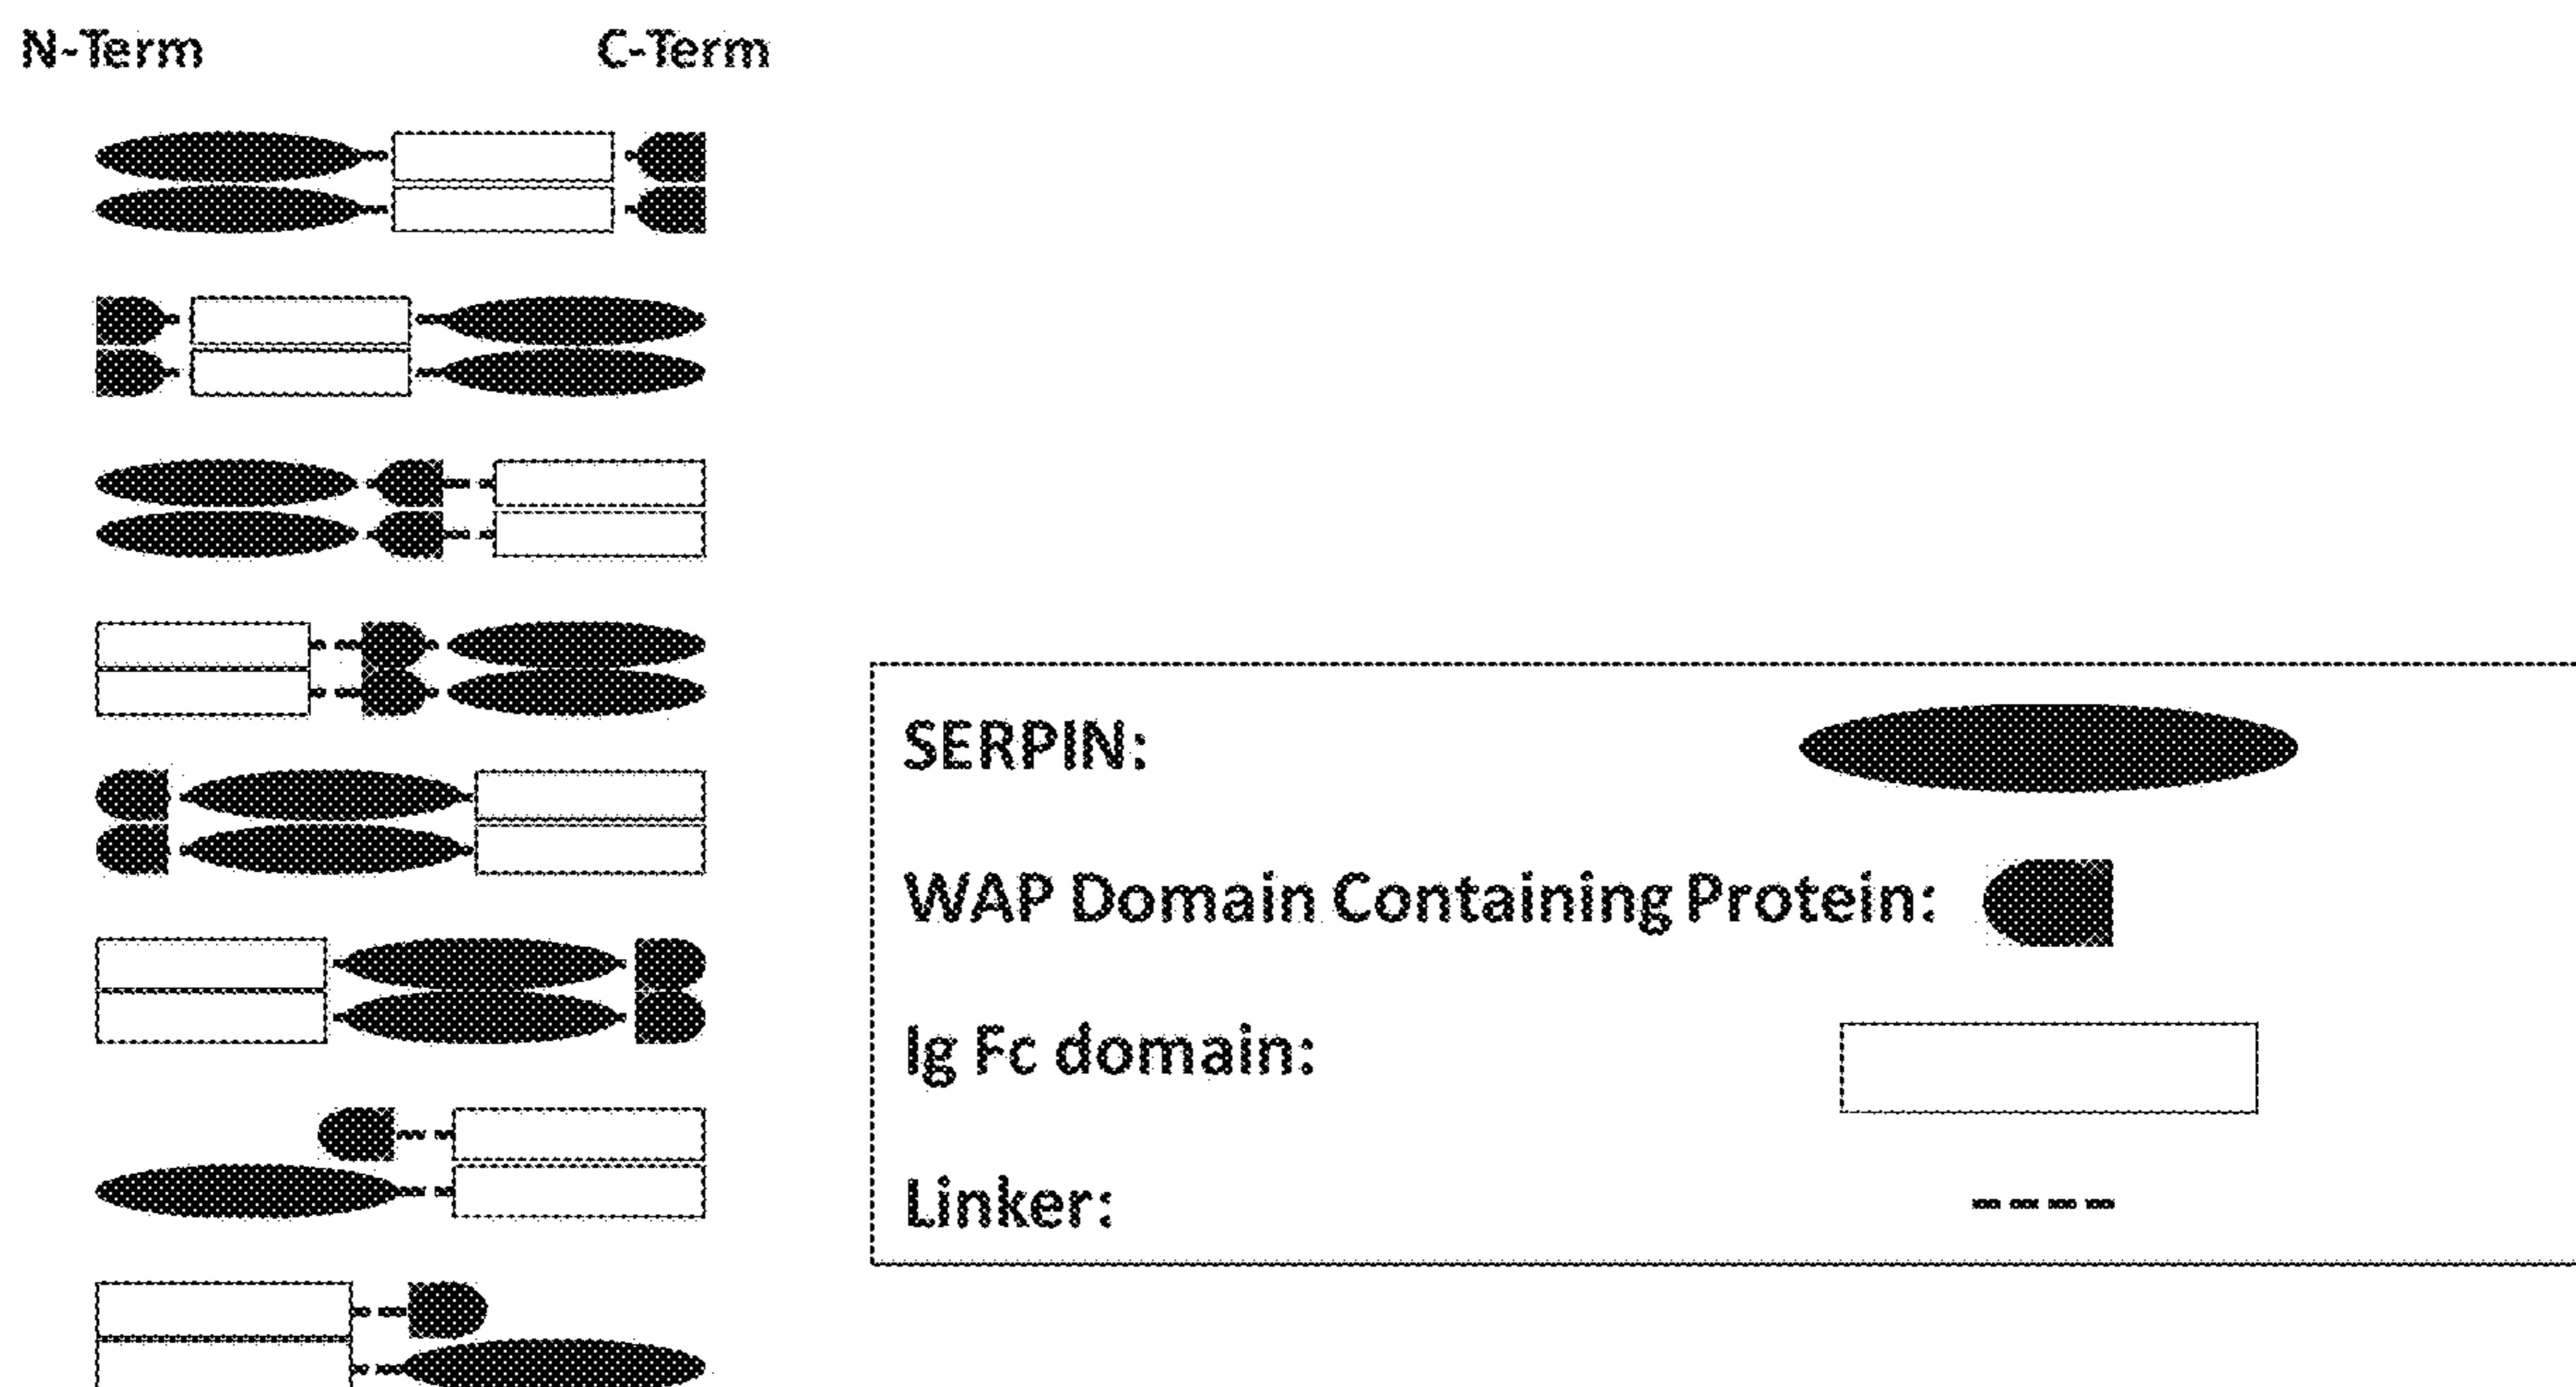 N-Term C-Term
SERPIN:
WAP Domain Containing Protein:
Ig Fc domain:
Linker: